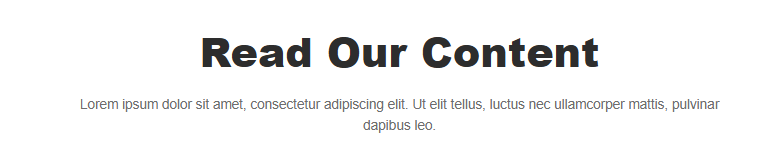 Read Our Content
Lorem ipsum dolor sit amet, consectetur adipiscing elit. Ut elit tellus, luctus nec ullamcorper mattis, pulvinar
dapibus leo.